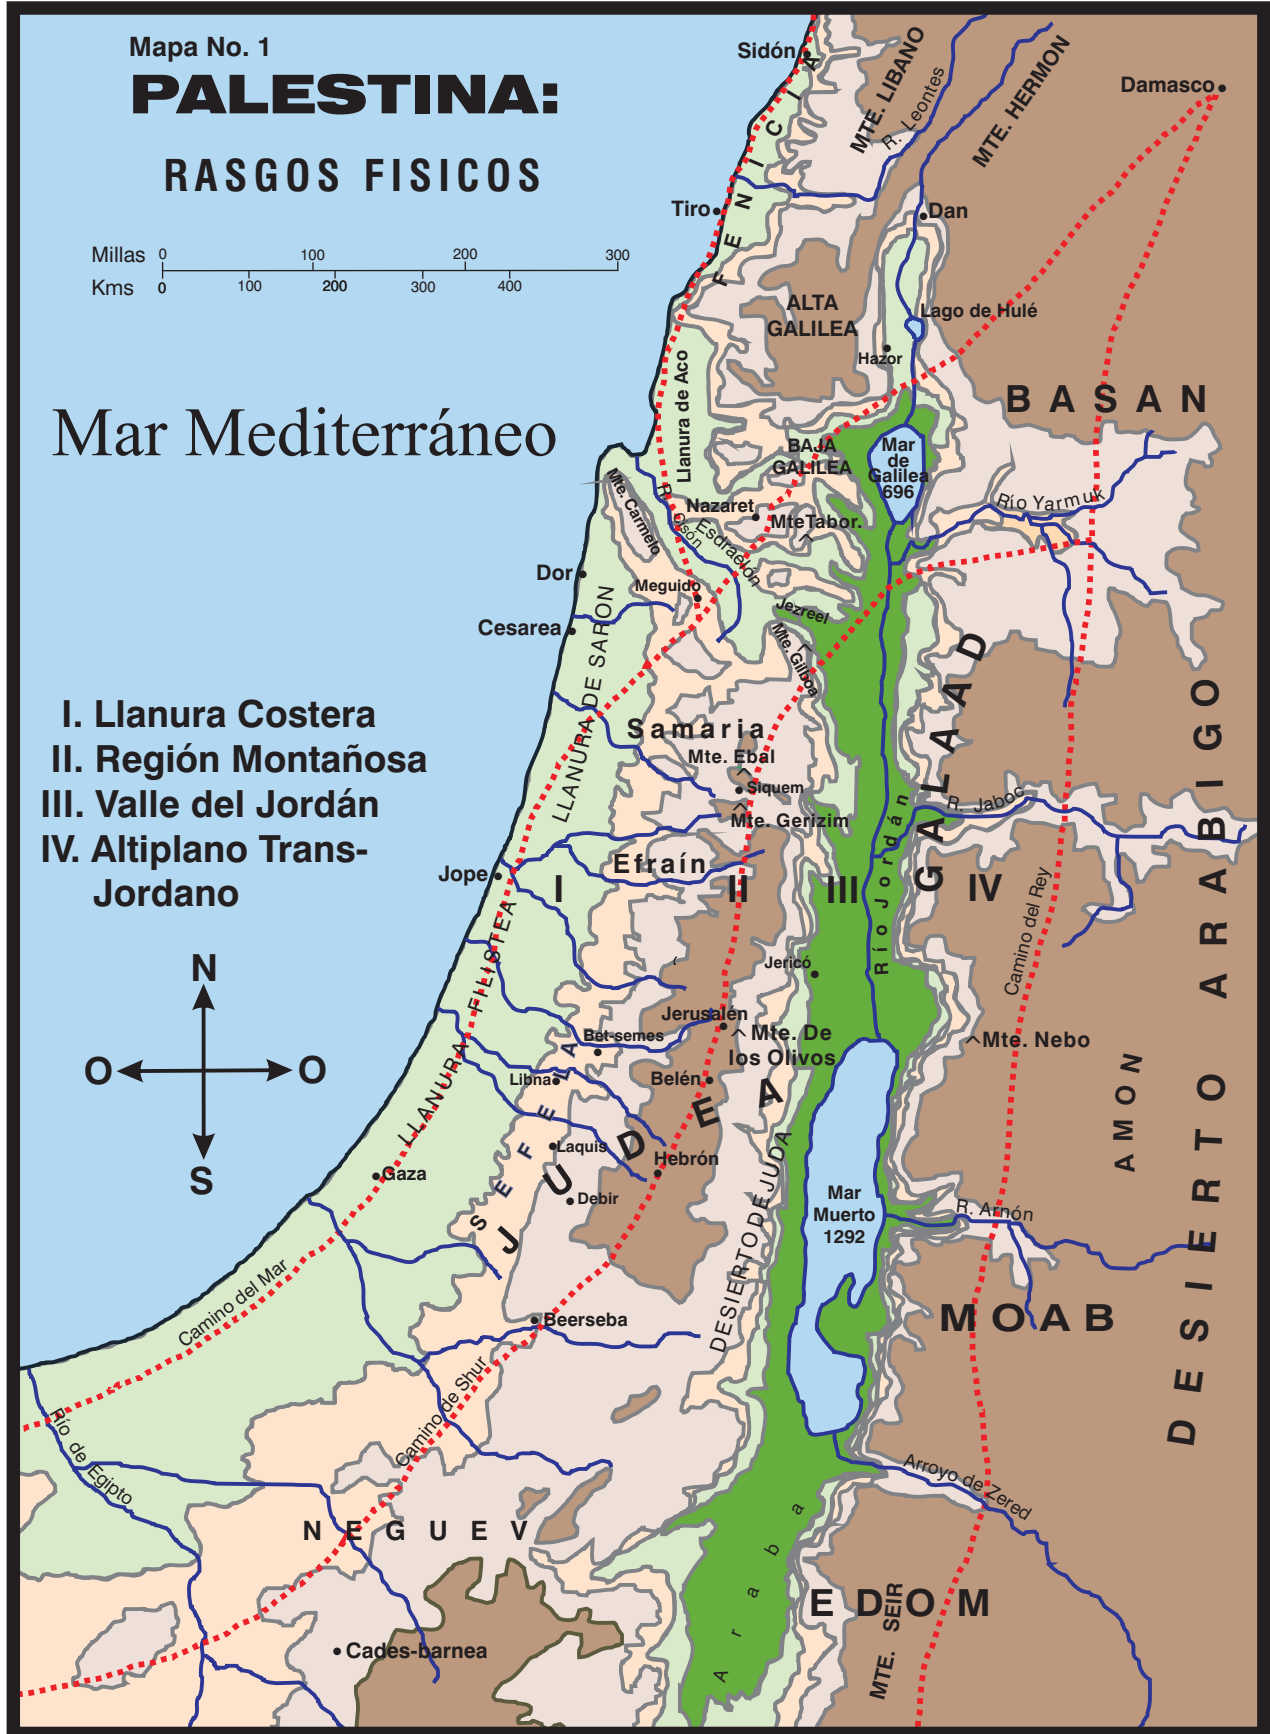 Mapa No. 1
PALESTINA:
RASGOS FISICOS
Millas 0 100 200 300
Kms 0 100 200 300 400
Mar Mediterráneo
I. Llanura Costera
II. Región Montañosa
III. Valle del Jordán
IV. Altiplano Trans-
Jordano
N
O O
S
Sidón
FENICIA
MTE. LIBANO
R. Leontes
MTE. HERMON
Damasco
Tiro
Dan
ALTA
GALILEA
Lago de Hulé
Hazor
Llanura de Aco
BASAN
BAJA
GALILEA
Mar
de
Galilea
696
Río Yarmuk
Mte. Carmelo
R. Cisón
Nazaret
Esdraelón
MteTabor.
Dor
Meguido
Jezreel
Cesarea
LLANURA DE SARON
Mte. Gilboa
GALAAD
Samaria
Mte. Ebal
Siquem
Mte. Gerizim
R. Jaboc
Efraín
Jope
I
II
III
IV
Río Jordán
Camino del Rey
DESIERTO ARABIGO
LLANURA FILISTEA
Jericó
Jerusalén
Mte. De
los Olivos
Bet-semes
Mte. Nebo
Libna
Belén
SEFELA
JUDEA
AMON
Laquis
Hebrón
Debir
Gaza
DESIERTO DE JUDA
Mar
Muerto
1292
R. Arnón
Camino del Mar
Beerseba
MOAB
Camino de Shur
Río de Egipto
Arroyo de Zered
NEGUEV
Araba
EDOM
MTE. SEIR
Cades-barnea